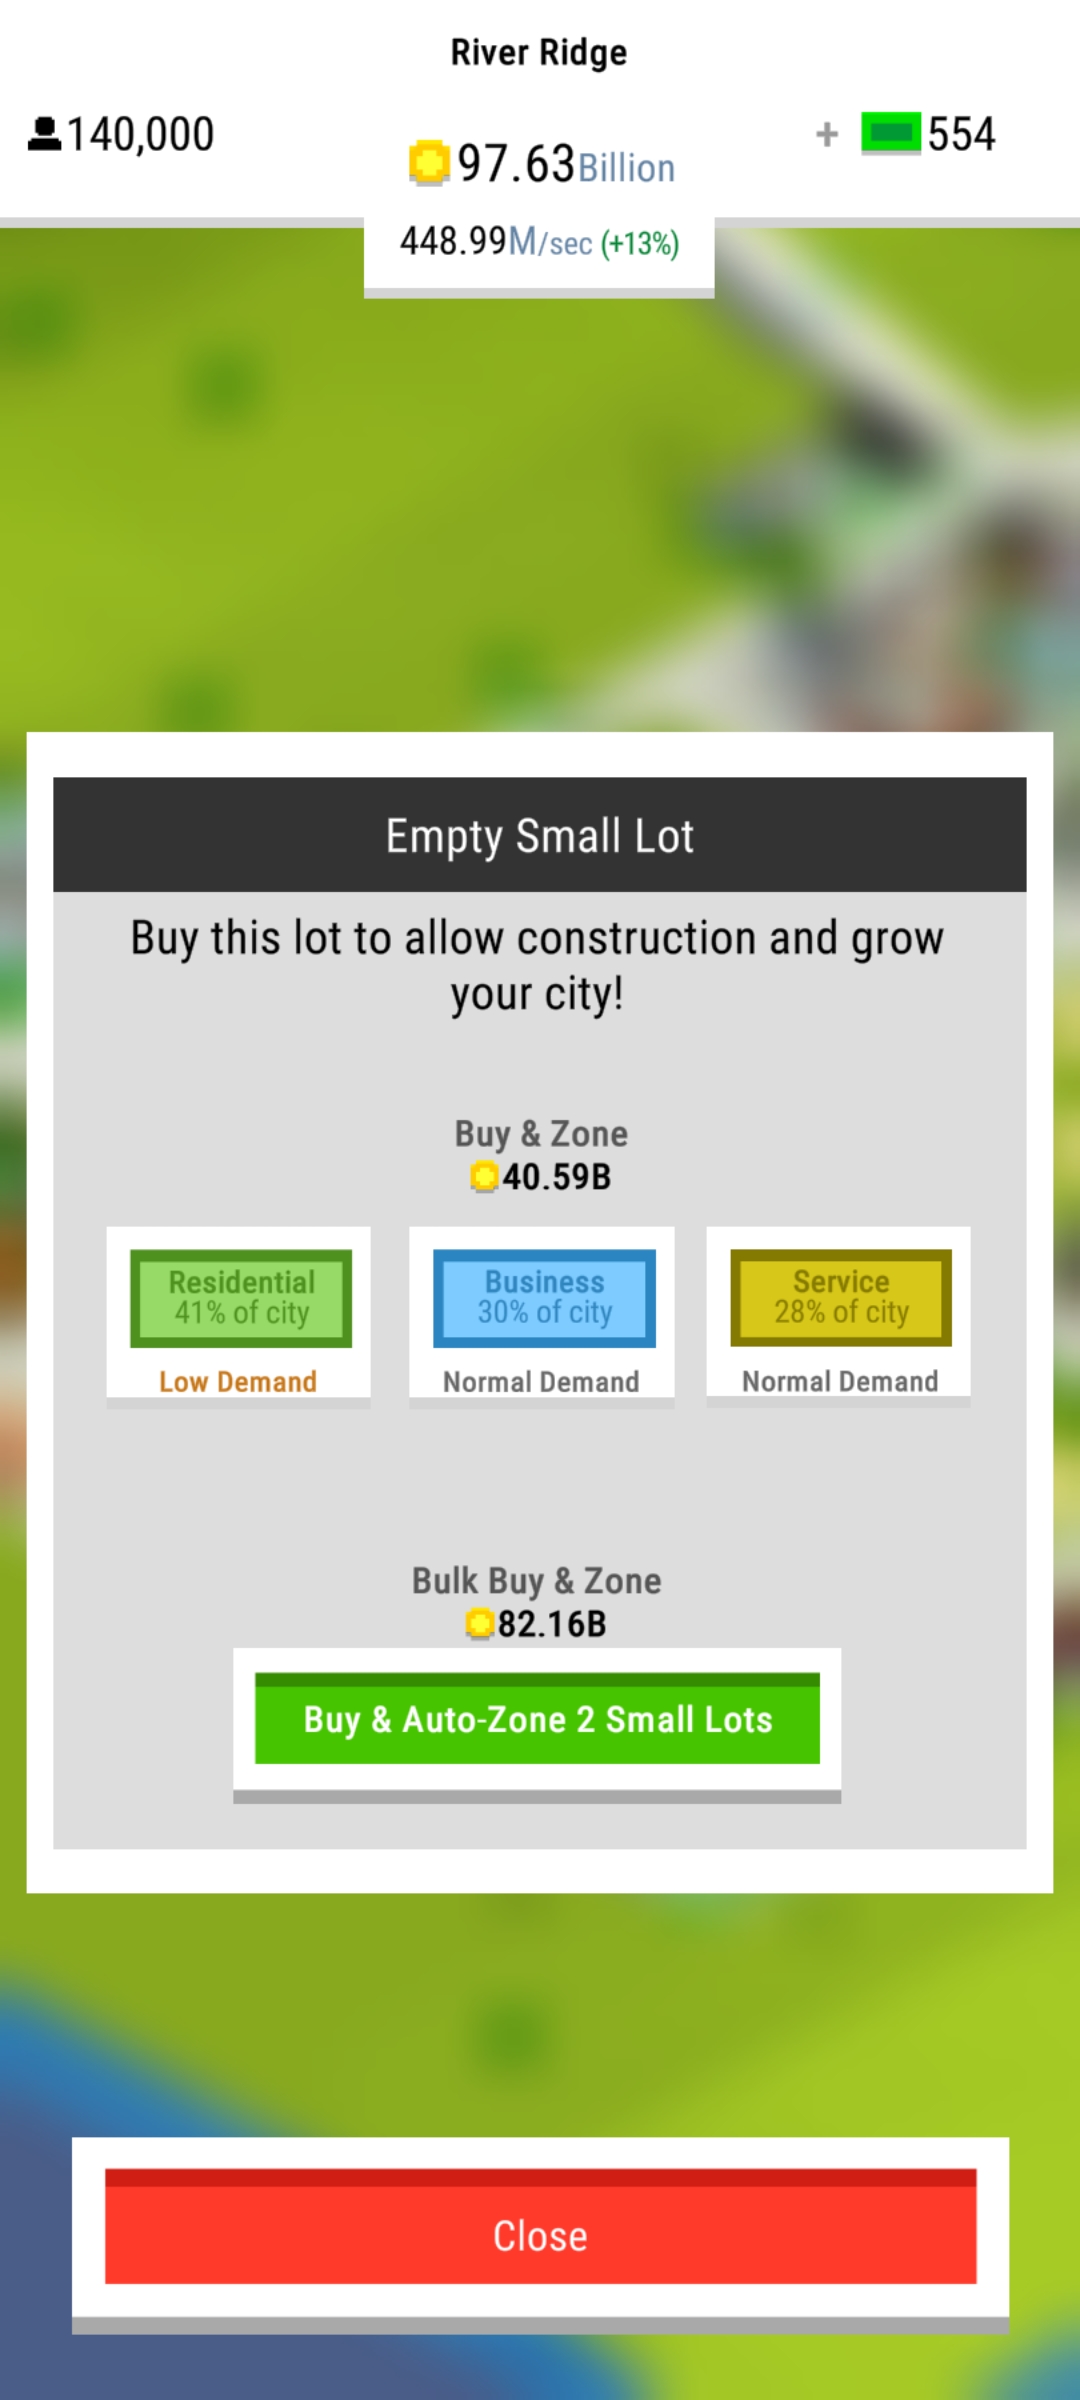 River Ridge
140,000
97.63Billion
+ 554
448.99M/sec (+13%)
Empty Small Lot
Buy this lot to allow construction and grow
your city!
Buy & Zone
40.59B
Residential
41% of city
Low Demand
Business
30% of city
Normal Demand
Service
28% of city
Normal Demand
Bulk Buy & Zone
82.16B
Buy & Auto-Zone 2 Small Lots
Close